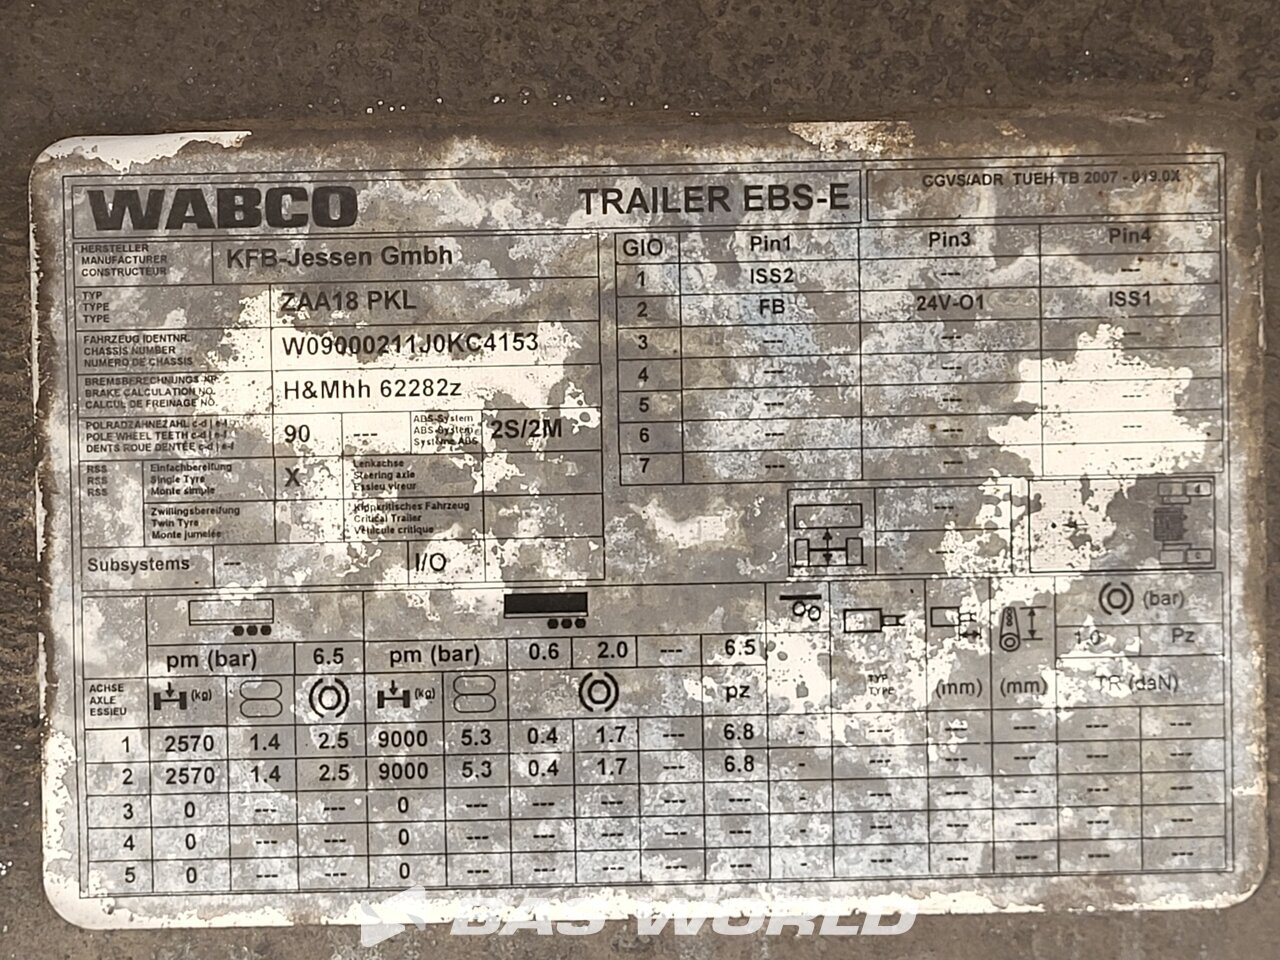 WABCO TRAILER EBS-E GGVS/ADR TUEH TB 2007 - 019.0X
HERSTELLER
MANUFACTURER
CONSTRUCTEUR
KFB-Jessen Gmbh
TYP
TYPE
TYPE
ZAA18 PKL
FAHRZEUG IDENTNR.
CHASSIS NUMBER
NUMERO DE CHASSIS
W09000211J0KC4153
BREMSBERECHNUNGS NR.
BRAKE CALCULATION NO.
CALCUL DE FREINAGE NO.
H&Mhh 62282z
POLRADZAHNEZAHL c-d | e-f
POLE WHEEL TEETH c-d | e-f
DENTS ROUE DENTÉE c-d | e-f
90 ---
ABS-System
ABS-System
Système ABS
2S/2M
RSS
RSS
RSS
Einfachbereifung
Single Tyre
Monte simple
X
Lenkachse
Steering axle
Essieu vireur
Zwillingsbereifung
Twin Tyre
Monte jumelée
Kippkritisches Fahrzeug
Critical Trailer
Véhicule critique
Subsystems --- I/O
GIO Pin1 Pin3 Pin4
1 ISS2 --- ---
2 FB 24V-O1 ISS1
3 --- --- ---
4 --- --- ---
5 --- --- ---
6 --- --- ---
7 --- --- ---
---
---
(bar)
1.0 Pz
pm (bar) 6.5 pm (bar) 0.6 2.0 --- 6.5
ACHSE
AXLE
ESSIEU
(kg) (kg) pz
TYP
TYPE
(mm) (mm) TR (daN)
1 2570 1.4 2.5 9000 5.3 0.4 1.7 --- 6.8 - --- --- --- --- ---
2 2570 1.4 2.5 9000 5.3 0.4 1.7 --- 6.8 - --- --- --- --- ---
3 0 --- --- 0 --- --- --- --- --- - --- --- --- --- ---
4 0 --- --- 0 --- --- --- --- --- - --- --- --- --- ---
5 0 --- --- 0 --- --- --- --- --- - --- --- --- --- ---
BAS WORLD